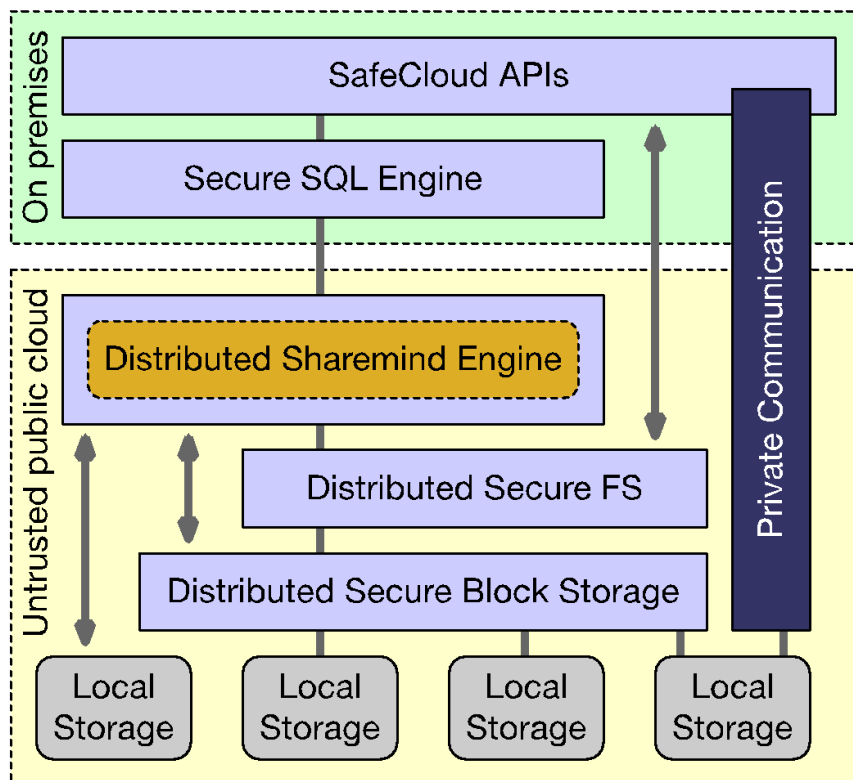 On premises
SafeCloud APIs
Secure SQL Engine
Untrusted public cloud
Distributed Sharemind Engine
Distributed Secure FS
Distributed Secure Block Storage
Private Communication
Local
Storage
Local
Storage
Local
Storage
Local
Storage